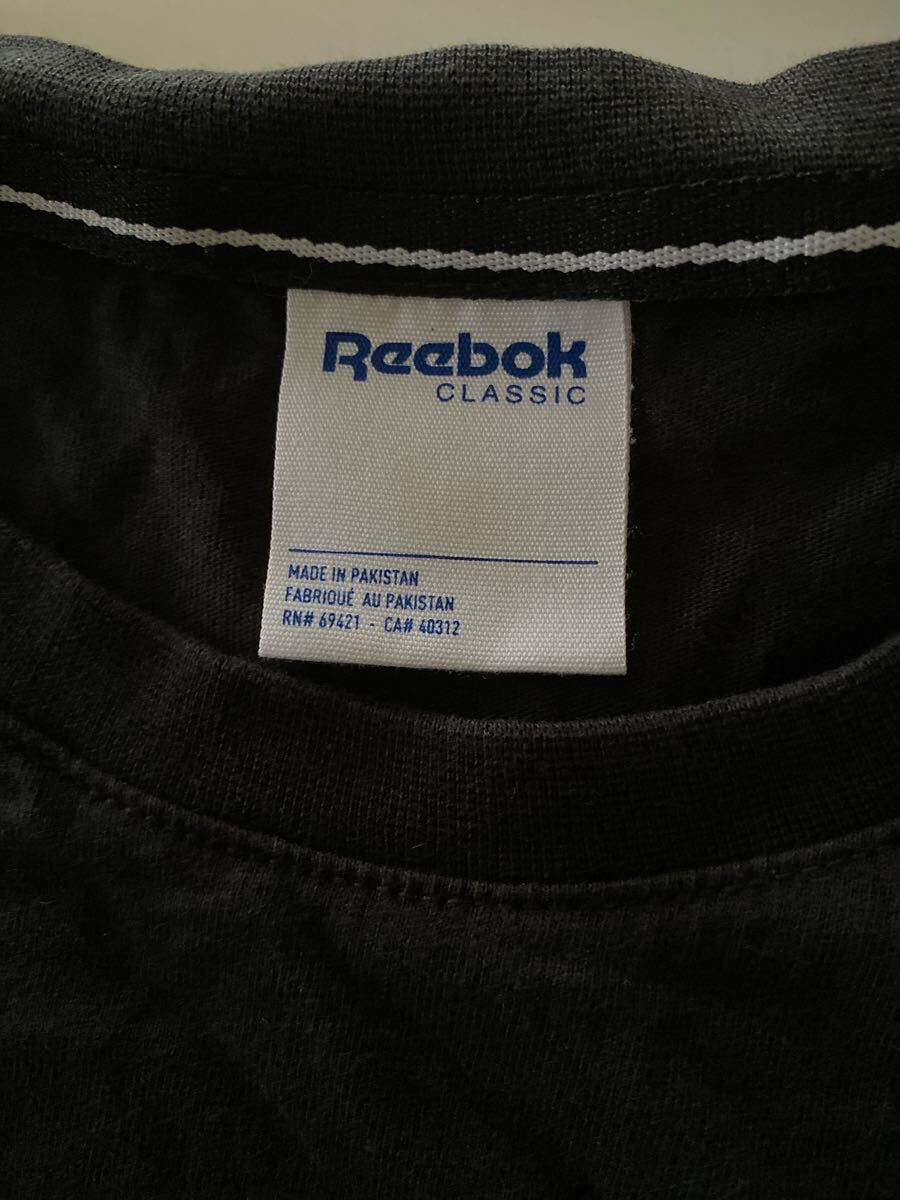 Reebok
CLASSIC
MADE IN PAKISTAN
FABRIQUÉ AU PAKISTAN
RN# 69421 - CA# 40312